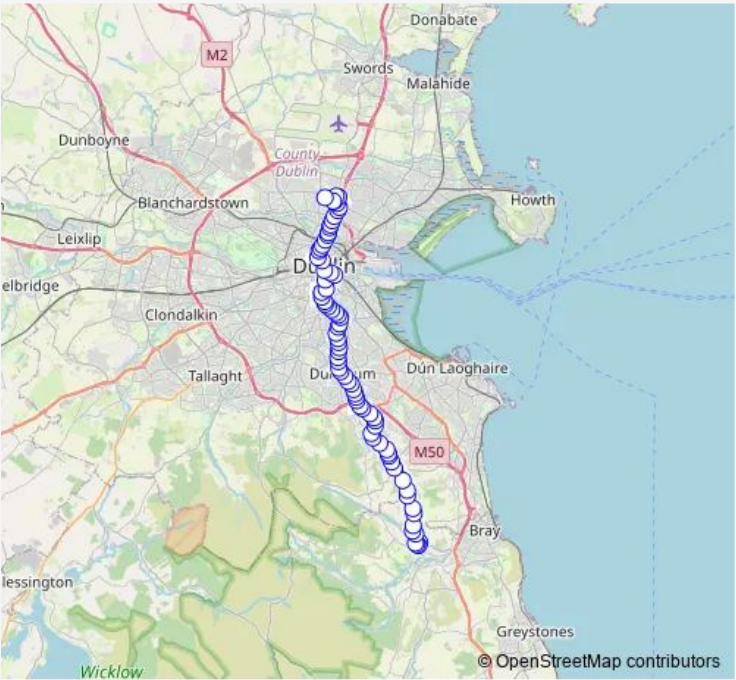 Donabate
M2
Swords
Malahide
Dunboyne
County
Dublin
Blanchardstown
Howth
Leixlip
elbridge
Clondalkin
Tallaght
Dún Laoghaire
M50
Bray
lessington
Greystones
Wicklow
© OpenStreetMap contributors